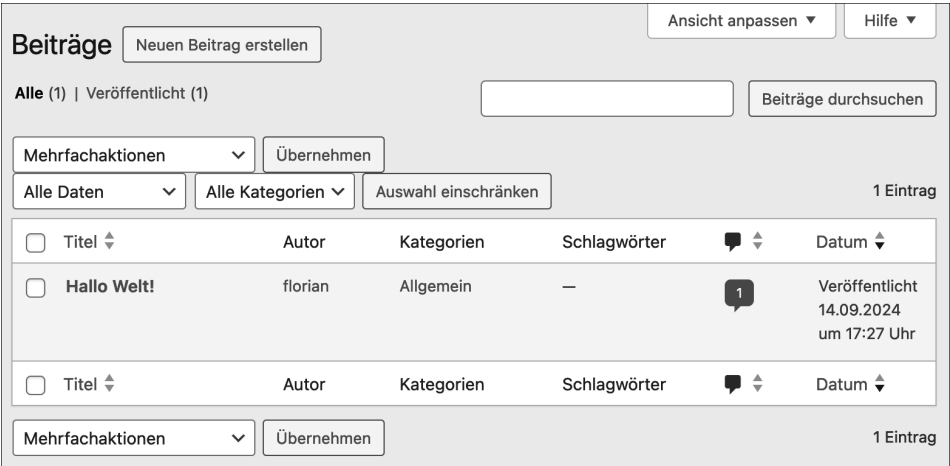 Ansicht anpassen ▼ Hilfe ▼
Beiträge Neuen Beitrag erstellen
Alle (1) | Veröffentlicht (1)
Beiträge durchsuchen
Mehrfachaktionen Übernehmen
Alle Daten Alle Kategorien Auswahl einschränken 1 Eintrag
Titel Autor Kategorien Schlagwörter Datum
Hallo Welt! florian Allgemein — 1 Veröffentlicht
14.09.2024
um 17:27 Uhr
Titel Autor Kategorien Schlagwörter Datum
Mehrfachaktionen Übernehmen 1 Eintrag